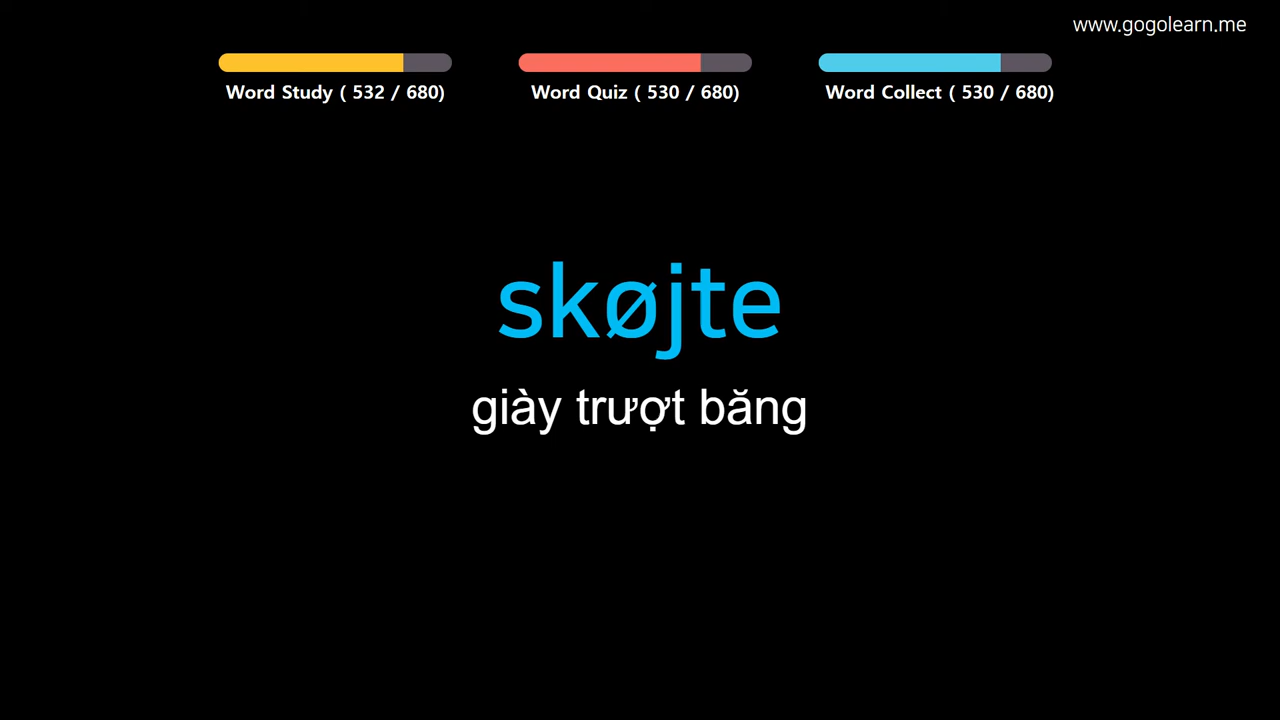 www.gogolearn.me
Word Study ( 532 / 680)
Word Quiz ( 530 / 680)
Word Collect ( 530 / 680)
skøjte
giày trượt băng